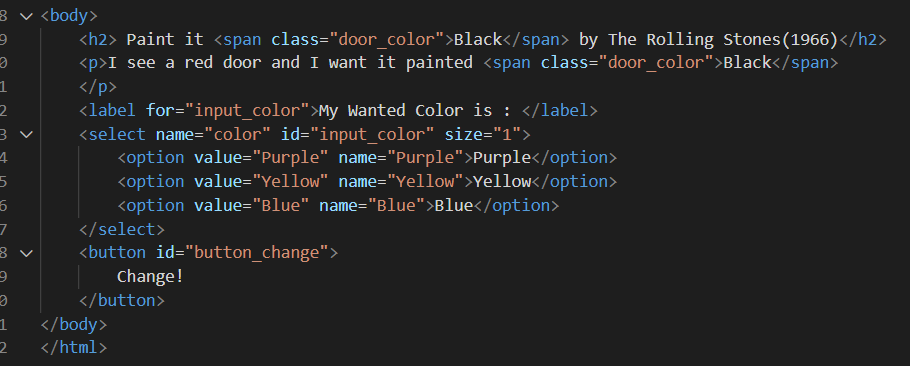 8 <body>
9 <h2> Paint it <span class="door_color">Black</span> by The Rolling Stones(1966)</h2>
0 <p>I see a red door and I want it painted <span class="door_color">Black</span>
1 </p>
2 <label for="input_color">My Wanted Color is : </label>
3 <select name="color" id="input_color" size="1">
4 <option value="Purple" name="Purple">Purple</option>
5 <option value="Yellow" name="Yellow">Yellow</option>
6 <option value="Blue" name="Blue">Blue</option>
7 </select>
8 <button id="button_change">
9 Change!
0 </button>
1 </body>
2 </html>